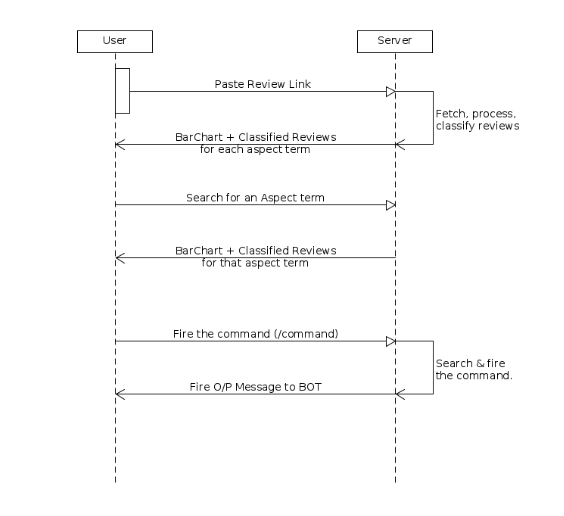 User
Server
Paste Review Link
Fetch, process,
classify reviews
BarChart + Classified Reviews
for each aspect term
Search for an Aspect term
BarChart + Classified Reviews
for that aspect term
Fire the command (/command)
Search & fire
the command.
Fire O/P Message to BOT